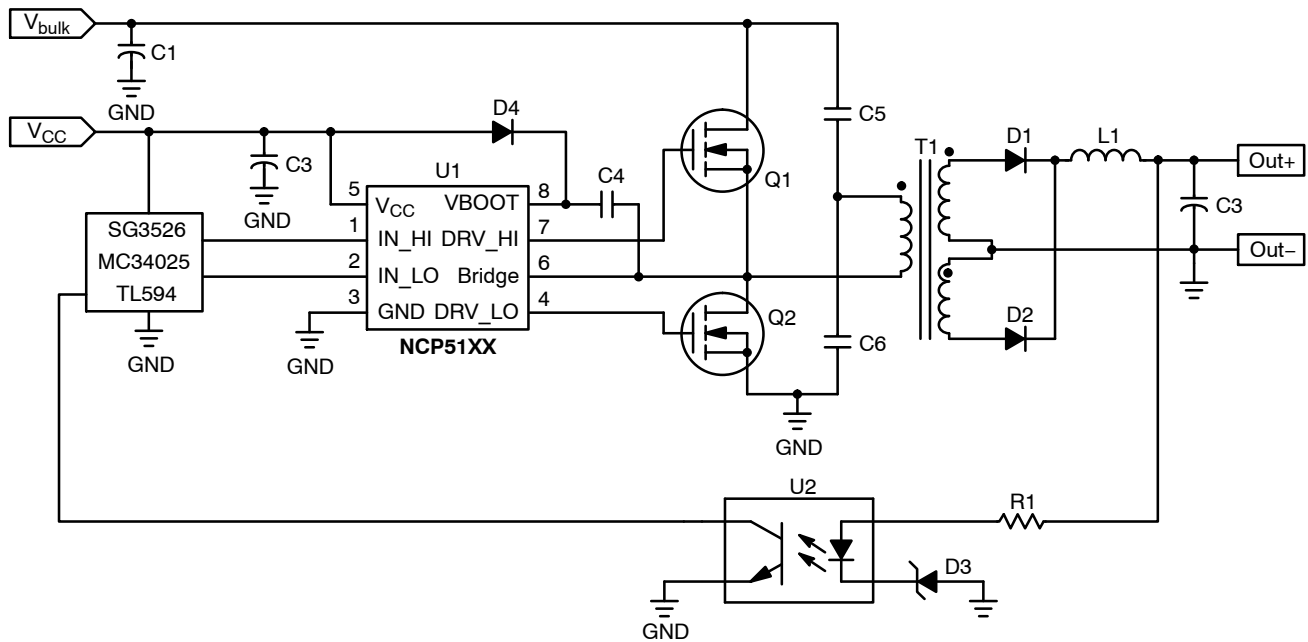 Vbulk
C1
GND
VCC
C3
GND
D4
U1
C4
5
VCC
VBOOT
8
SG3526
MC34025
TL594
GND
1
IN_HI
DRV_HI
7
2
IN_LO
Bridge
6
3
GND
DRV_LO
4
GND
NCP51XX
Q1
Q2
C5
C6
GND
T1
D1
L1
Out+
C3
Out−
D2
U2
R1
D3
GND